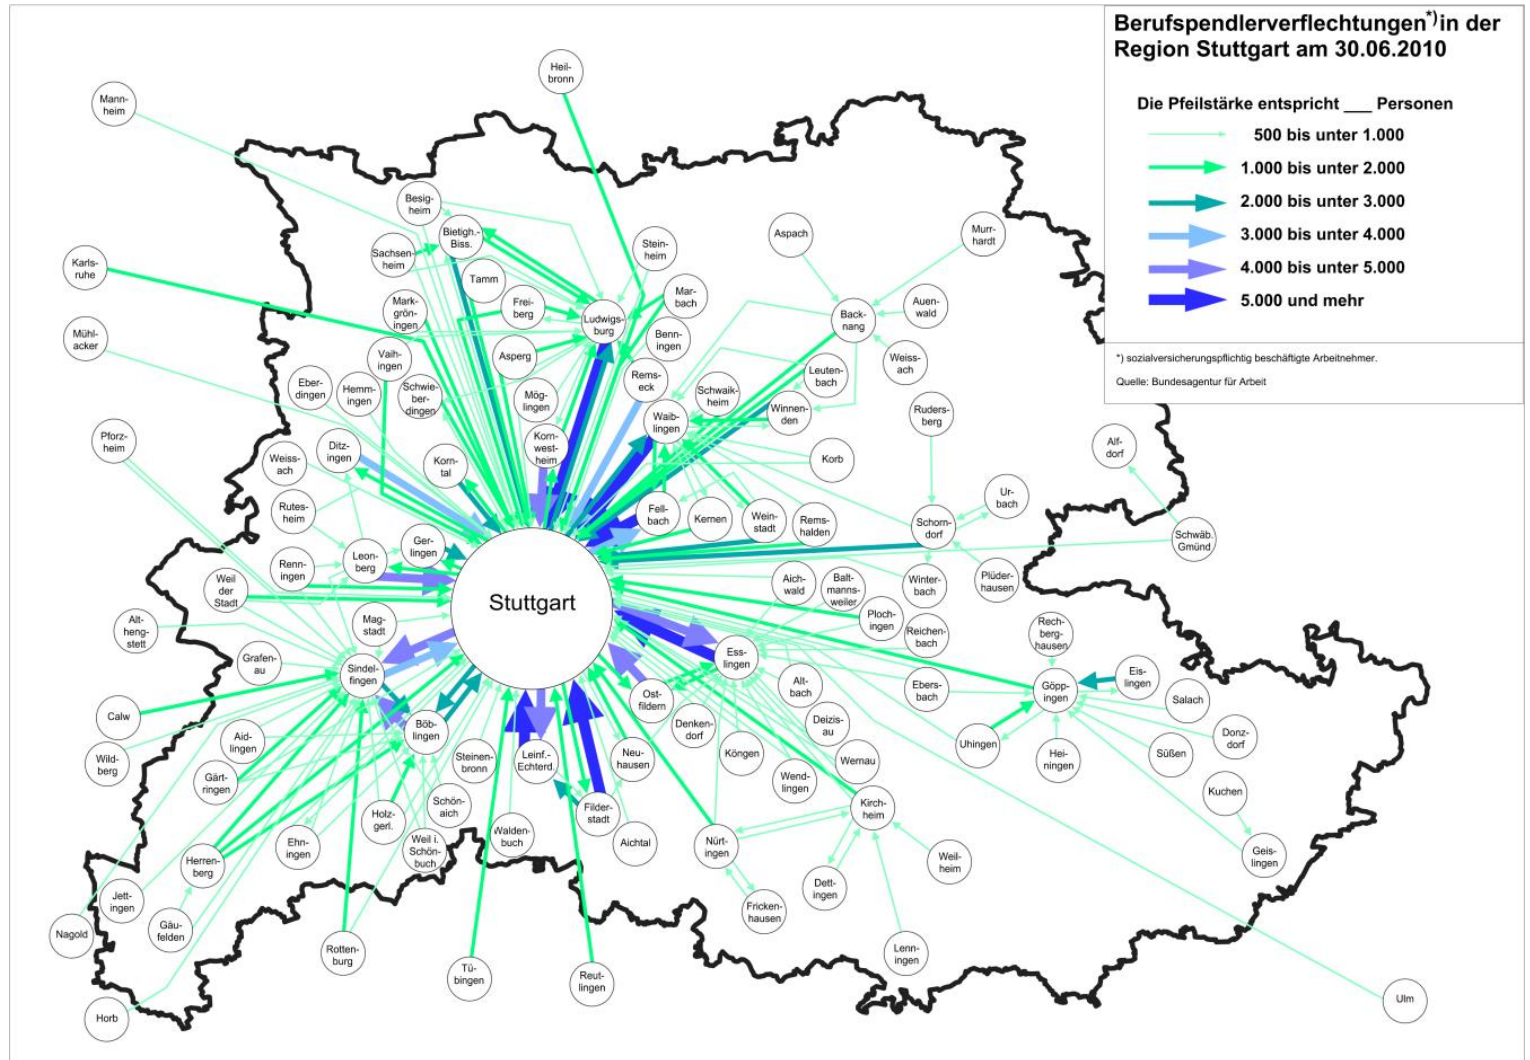 Berufspendlerverflechtungen*) in der
Region Stuttgart am 30.06.2010
Die Pfeilstärke entspricht ___ Personen
500 bis unter 1.000
1.000 bis unter 2.000
2.000 bis unter 3.000
3.000 bis unter 4.000
4.000 bis unter 5.000
5.000 und mehr
*) sozialversicherungspflichtig beschäftigte Arbeitnehmer.
Quelle: Bundesagentur für Arbeit
Heil-
bronn
Mann-
heim
Besig-
heim
Bietigh.-
Biss.
Sachsen-
heim
Stein-
heim
Aspach
Murr-
hardt
Karls-
ruhe
Tamm
Mark-
grön-
ingen
Frei-
berg
Mar-
bach
Ludwigs-
burg
Back-
nang
Auen-
wald
Mühl-
acker
Vaih-
ingen
Asperg
Benn-
ingen
Weiss-
ach
Eber-
dingen
Hemm-
ingen
Schwie-
ber-
dingen
Mög-
lingen
Rems-
eck
Schwaik-
heim
Leuten-
bach
Winnen-
den
Ruders-
berg
Waib-
lingen
Pforz-
heim
Weiss-
ach
Ditz-
ingen
Korn-
tal
Korn-
west-
heim
Korb
Alf-
dorf
Rutes-
heim
Fell-
bach
Kernen
Wein-
stadt
Rems-
halden
Schorn-
dorf
Ur-
bach
Schwäb.
Gmünd
Renn-
ingen
Leon-
berg
Ger-
lingen
Weil
der
Stadt
Stuttgart
Aich-
wald
Balt-
manns-
weiler
Winter-
bach
Plüder-
hausen
Alt-
heng-
stett
Mag-
stadt
Ploch-
ingen
Reichen-
bach
Rech-
berg-
hausen
Grafen-
au
Sindel-
fingen
Ess-
lingen
Alt-
bach
Ebers-
bach
Göpp-
ingen
Eis-
lingen
Salach
Calw
Böb-
lingen
Ost-
fildern
Denken-
dorf
Deizis-
au
Uhingen
Hei-
ningen
Süßen
Donz-
dorf
Wild-
berg
Aid-
lingen
Gärt-
ringen
Steinen-
bronn
Leinf.-
Echterd.
Neu-
hausen
Köngen
Wernau
Wend-
lingen
Kuchen
Holz-
gerl.
Schön-
aich
Filder-
stadt
Kirch-
heim
Ehn-
ingen
Weil i.
Schön-
buch
Walden-
buch
Aichtal
Nürt-
ingen
Weil-
heim
Geis-
lingen
Herren-
berg
Jett-
ingen
Dett-
ingen
Fricken-
hausen
Nagold
Gäu-
felden
Rotten-
burg
Tü-
bingen
Reut-
lingen
Lenn-
ingen
Horb
Ulm